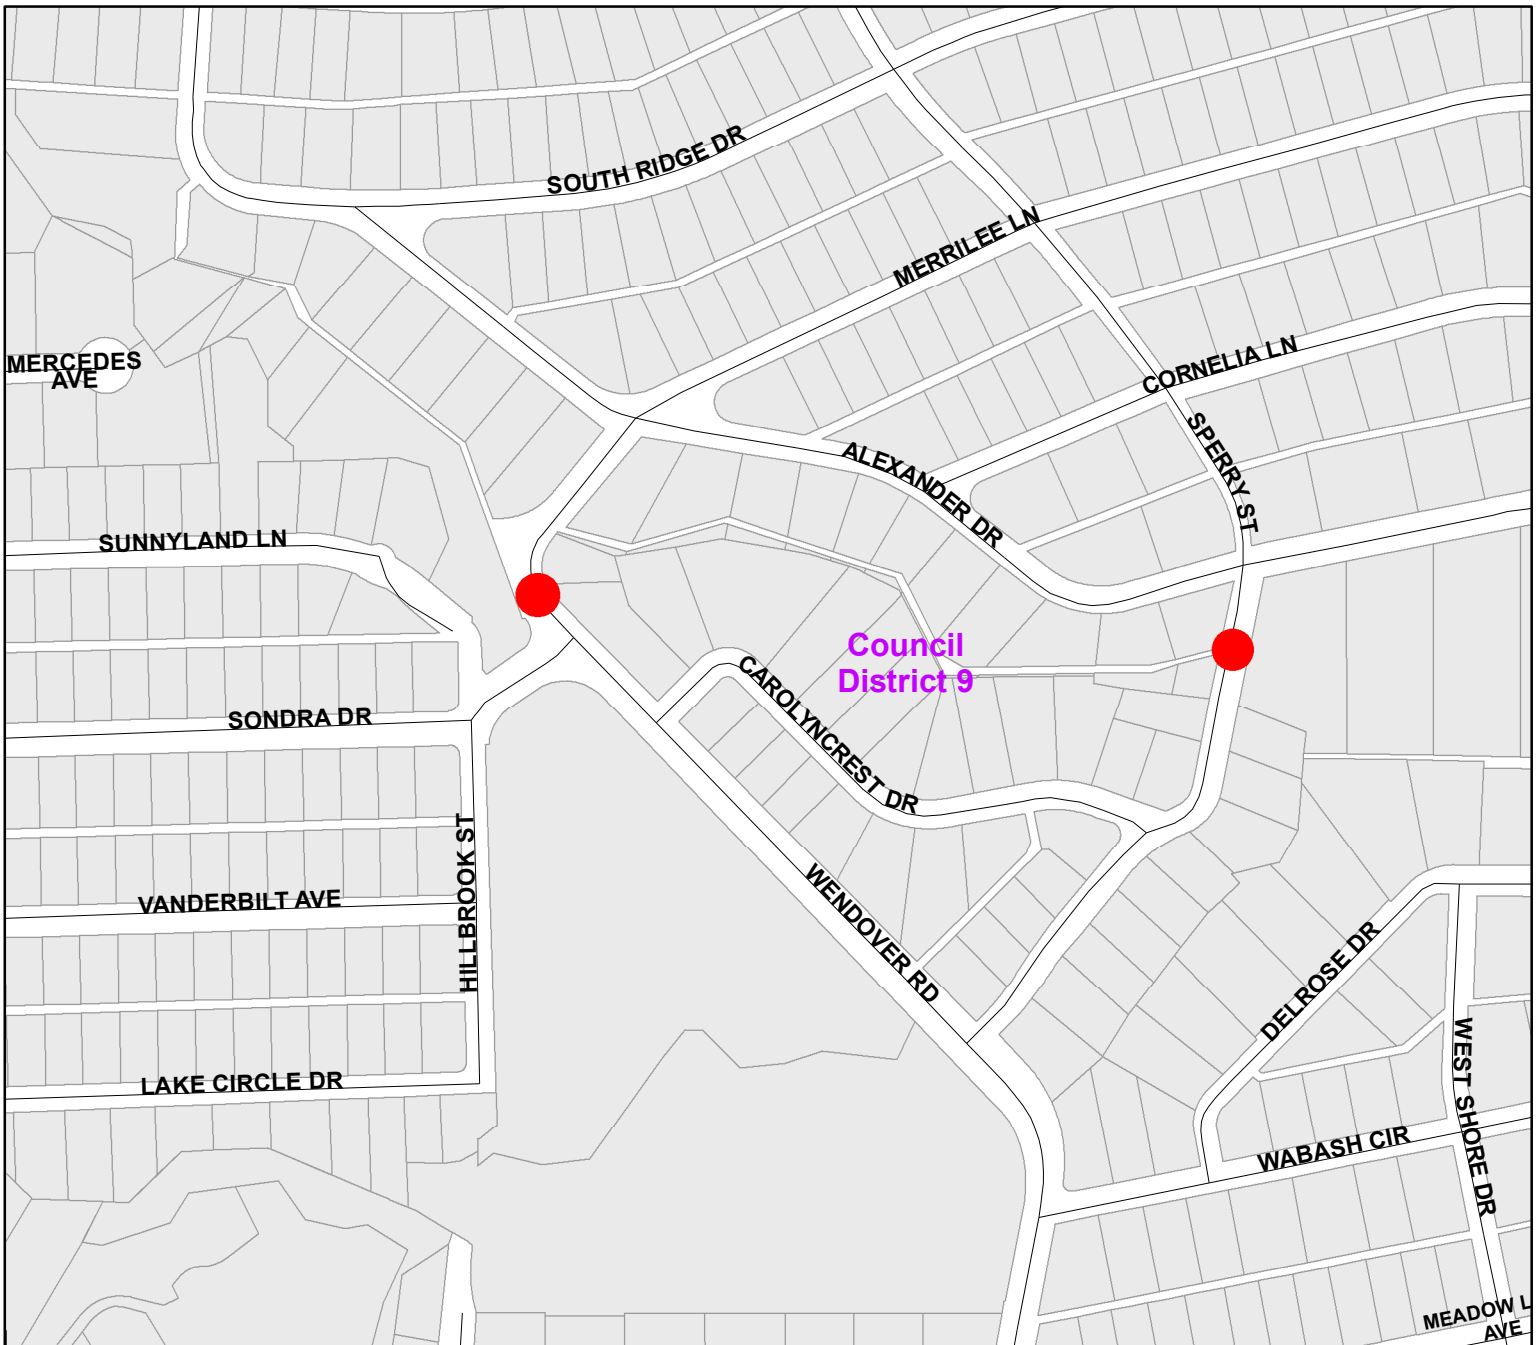 SOUTH RIDGE DR
MERRILEE LN
MERCEDES
AVE
CORNELIA LN
SPERRY ST
ALEXANDER DR
SUNNYLAND LN
Council
District 9
CAROLYNCREST DR
SONDRA DR
HILLBROOK ST
VANDERBILT AVE
WENDOVER RD
DELROSE DR
WEST SHORE DR
LAKE CIRCLE DR
WABASH CIR
MEADOW L
AVE